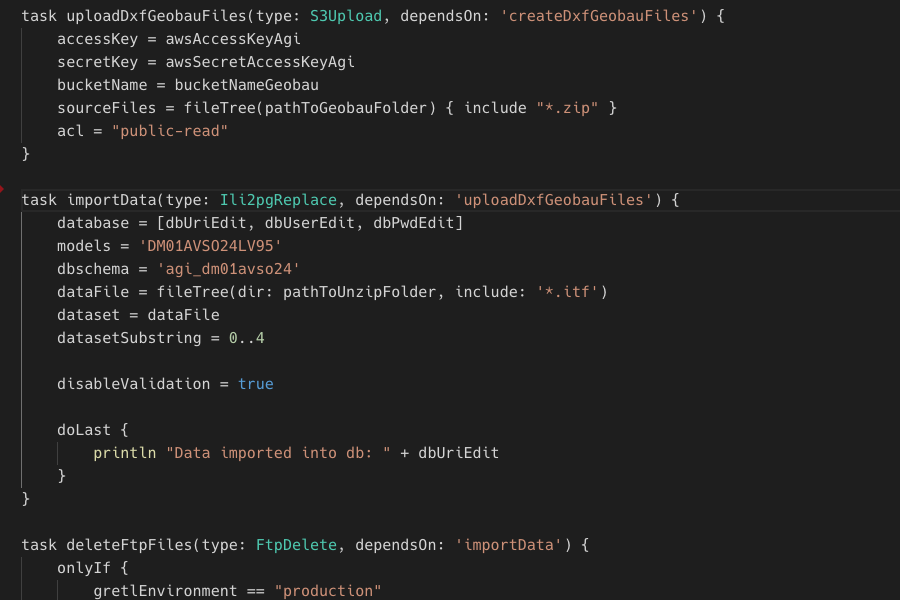 task uploadDxfGeobauFiles(type: S3Upload, dependsOn: 'createDxfGeobauFiles') {
    accessKey = awsAccessKeyAgi
    secretKey = awsSecretAccessKeyAgi
    bucketName = bucketNameGeobau
    sourceFiles = fileTree(pathToGeobauFolder) { include "*.zip" }
    acl = "public-read"
}
task importData(type: Ili2pgReplace, dependsOn: 'uploadDxfGeobauFiles') {
    database = [dbUriEdit, dbUserEdit, dbPwdEdit]
    models = 'DM01AVSO24LV95'
    dbschema = 'agi_dm01avso24'
    dataFile = fileTree(dir: pathToUnzipFolder, include: '*.itf')
    dataset = dataFile
    datasetSubstring = 0..4
    disableValidation = true
    doLast {
        println "Data imported into db: " + dbUriEdit
    }
}
task deleteFtpFiles(type: FtpDelete, dependsOn: 'importData') {
    onlyIf {
        gretlEnvironment == "production"